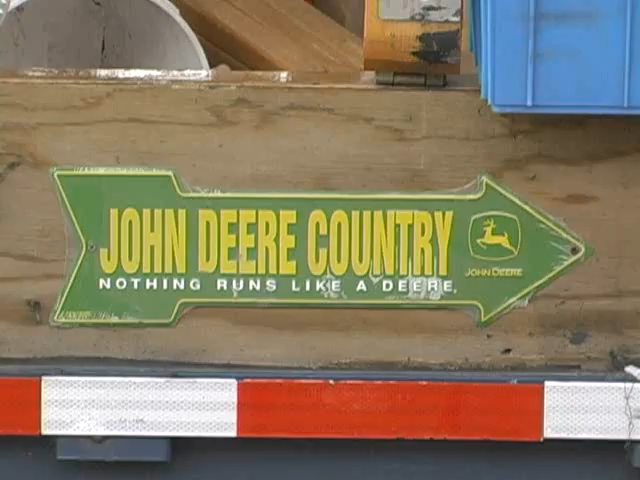 JOHN DEERE COUNTRY
NOTHING RUNS LIKE A DEERE.
JOHN DEERE